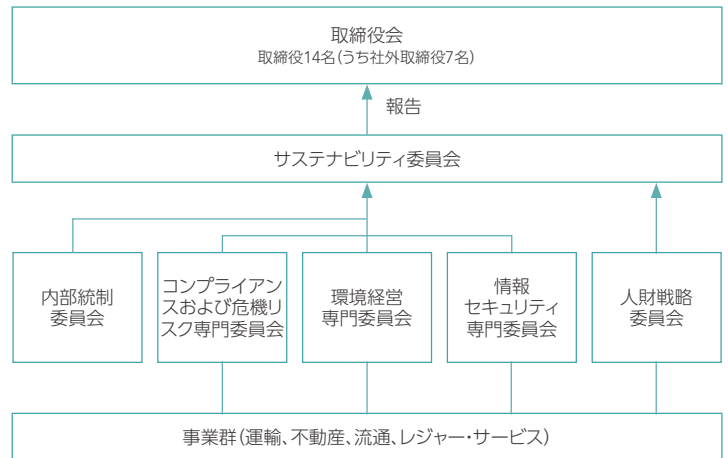 取締役会
取締役14名(うち社外取締役7名)
報告
サステナビリティ委員会
内部統制
委員会
コンプライアン
スおよび危機リ
スク専門委員会
環境経営
専門委員会
情報
セキュリティ
専門委員会
人財戦略
委員会
事業群(運輸、不動産、流通、レジャー・サービス)